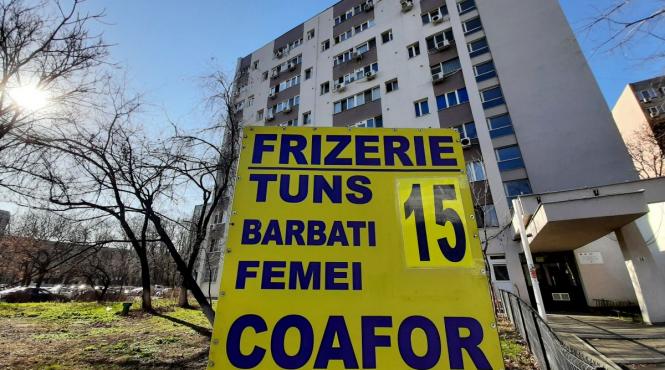 FRIZERIE
TUNS
BARBATI
FEMEI
15
COAFOR